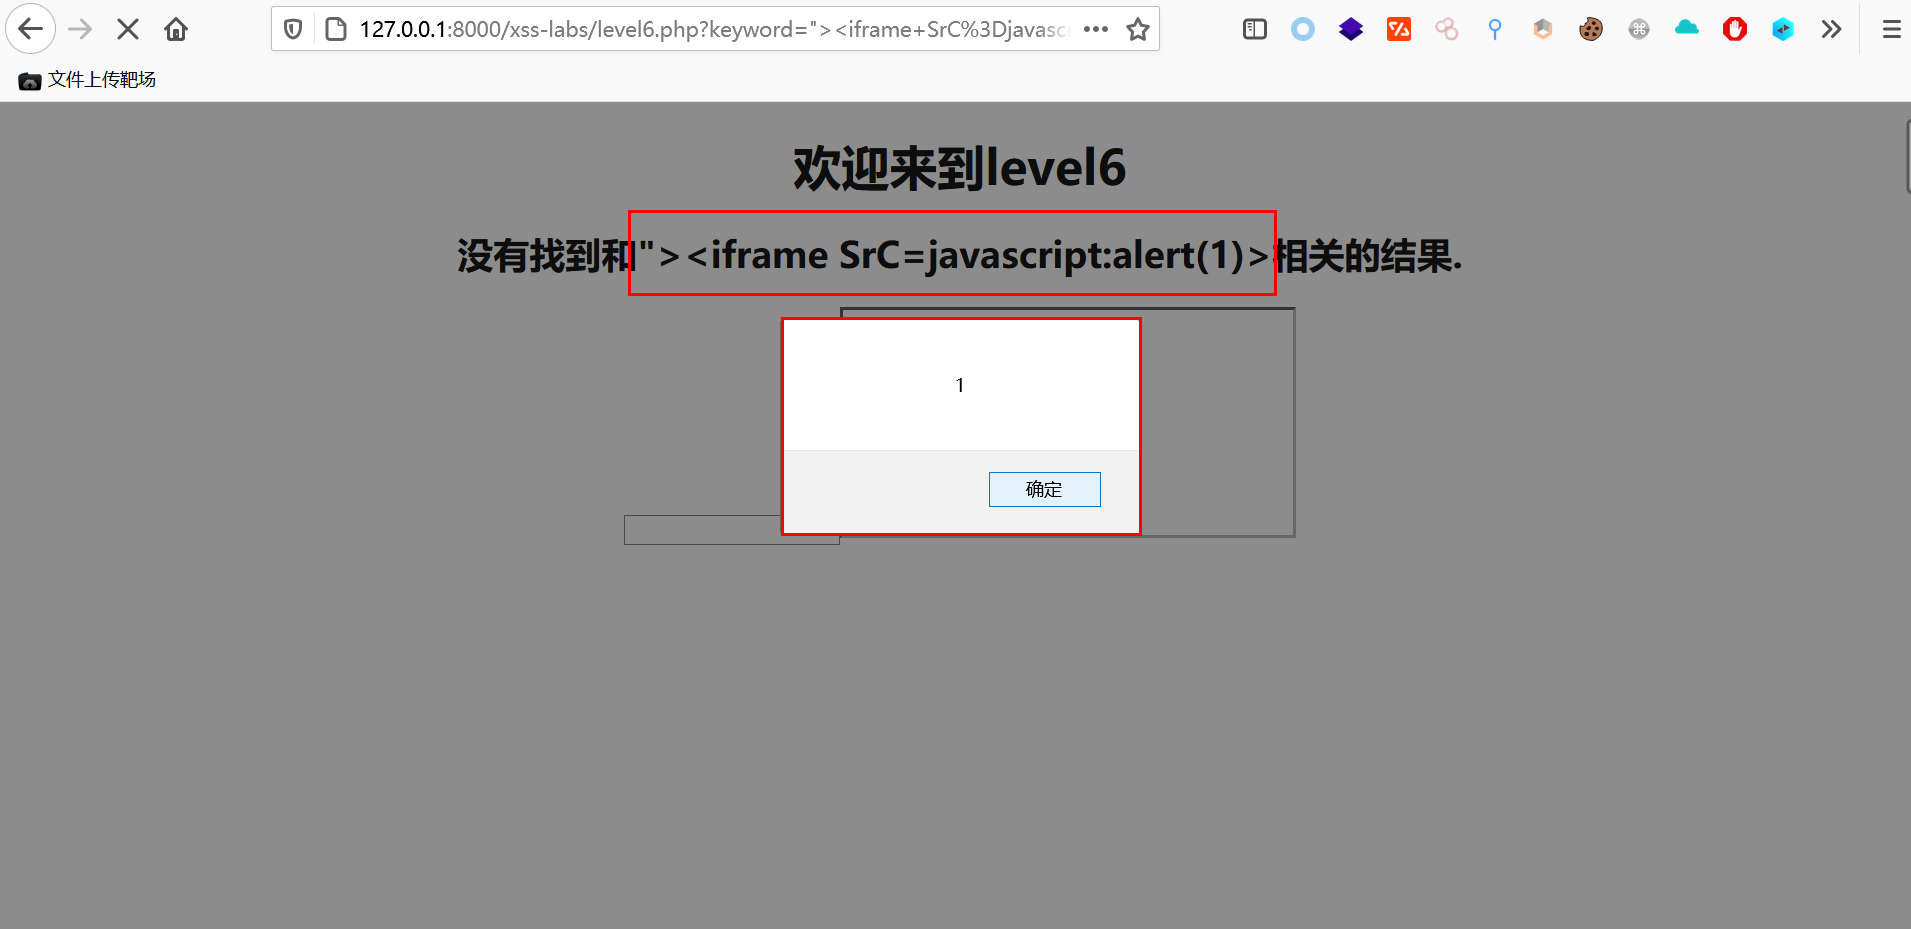 127.0.0.1:8000/xss-labs/level6.php?keyword="><iframe+SrC%3Djavasc
文件上传靶场
欢迎来到level6
没有找到和"><iframe SrC=javascript:alert(1)>相关的结果.
1
确定